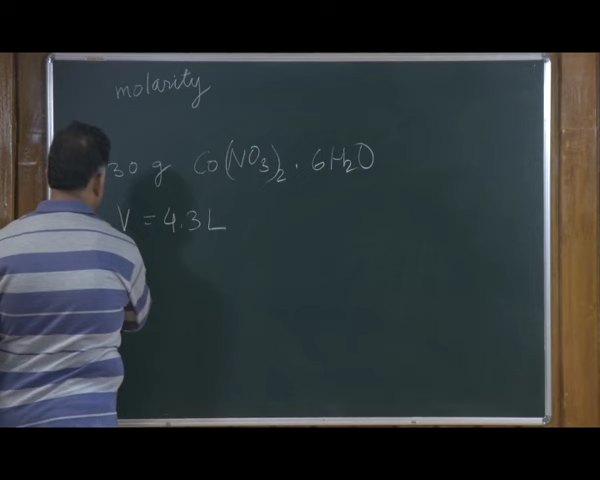 molarity
30 g Co(NO₃)₂ · 6H₂O
V = 4.3 L